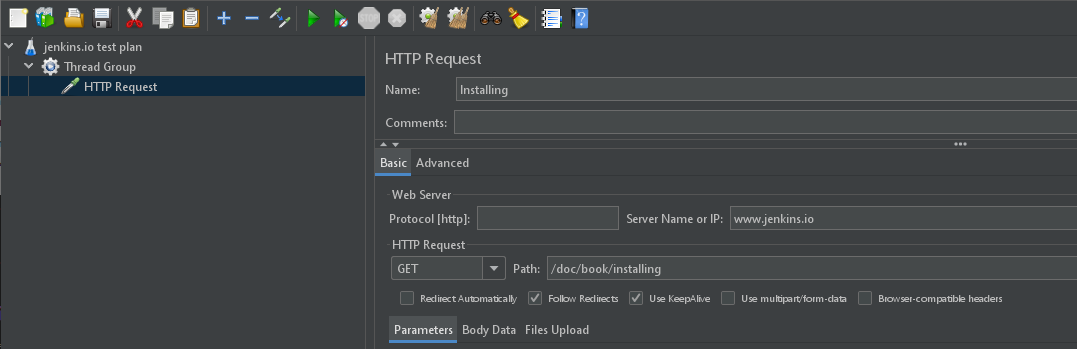 STOP
jenkins.io test plan
Thread Group
HTTP Request
HTTP Request
Name: Installing
Comments:
Basic Advanced
Web Server
Protocol [http]: Server Name or IP: www.jenkins.io
HTTP Request
GET Path: /doc/book/installing
Redirect Automatically Follow Redirects Use KeepAlive Use multipart/form-data Browser-compatible headers
Parameters Body Data Files Upload